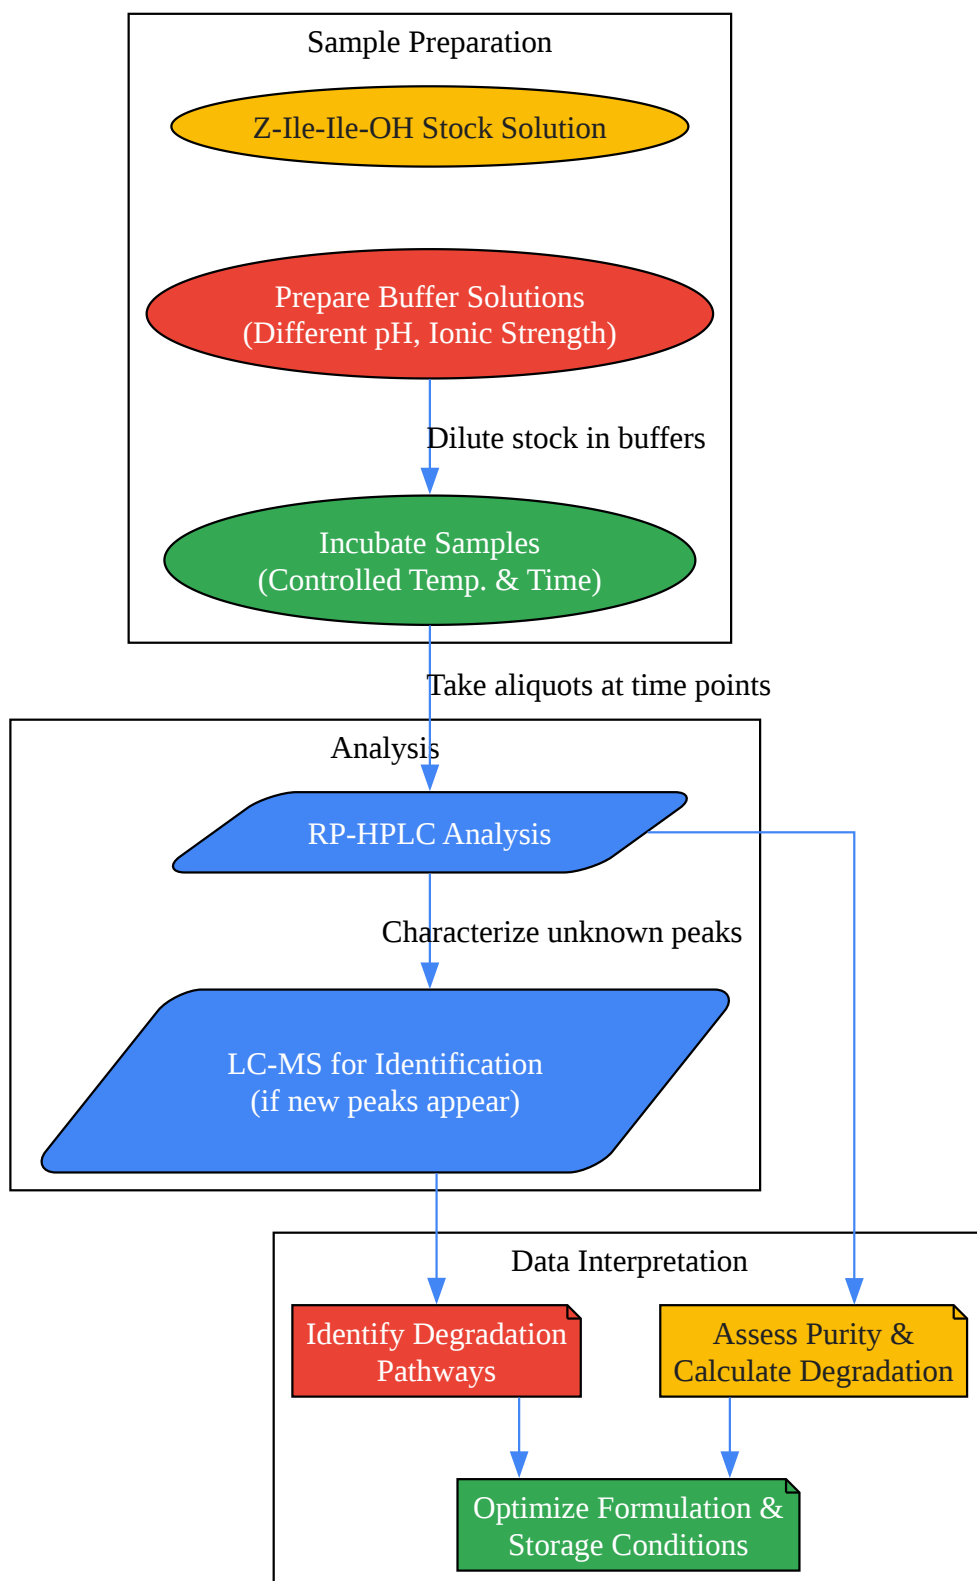 Sample Preparation
Z-Ile-Ile-OH Stock Solution
Prepare Buffer Solutions
(Different pH, Ionic Strength)
Dilute stock in buffers
Incubate Samples
(Controlled Temp. & Time)
Take aliquots at time points
Analysis
RP-HPLC Analysis
Characterize unknown peaks
LC-MS for Identification
(if new peaks appear)
Data Interpretation
Identify Degradation
Pathways
Assess Purity &
Calculate Degradation
Optimize Formulation &
Storage Conditions